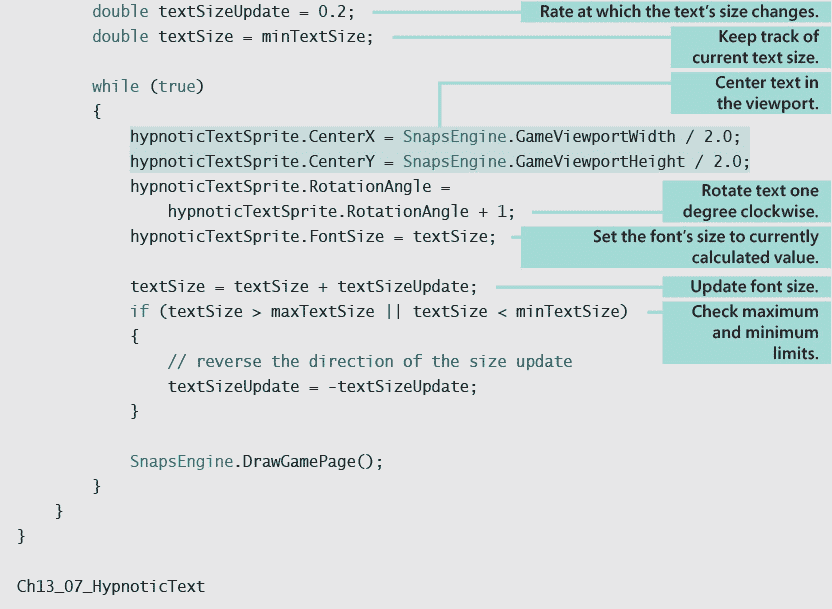 double textSizeUpdate = 0.2;
Rate at which the text’s size changes.
double textSize = minTextSize;
Keep track of
current text size.
while (true)
Center text in
the viewport.
{
hypnoticTextSprite.CenterX = SnapsEngine.GameViewportWidth / 2.0;
hypnoticTextSprite.CenterY = SnapsEngine.GameViewportHeight / 2.0;
hypnoticTextSprite.RotationAngle =
hypnoticTextSprite.RotationAngle + 1;
Rotate text one
degree clockwise.
hypnoticTextSprite.FontSize = textSize;
Set the font’s size to currently
calculated value.
textSize = textSize + textSizeUpdate;
Update font size.
if (textSize > maxTextSize || textSize < minTextSize)
Check maximum
and minimum
limits.
{
// reverse the direction of the size update
textSizeUpdate = -textSizeUpdate;
}
SnapsEngine.DrawGamePage();
}
}
}
Ch13_07_HypnoticText